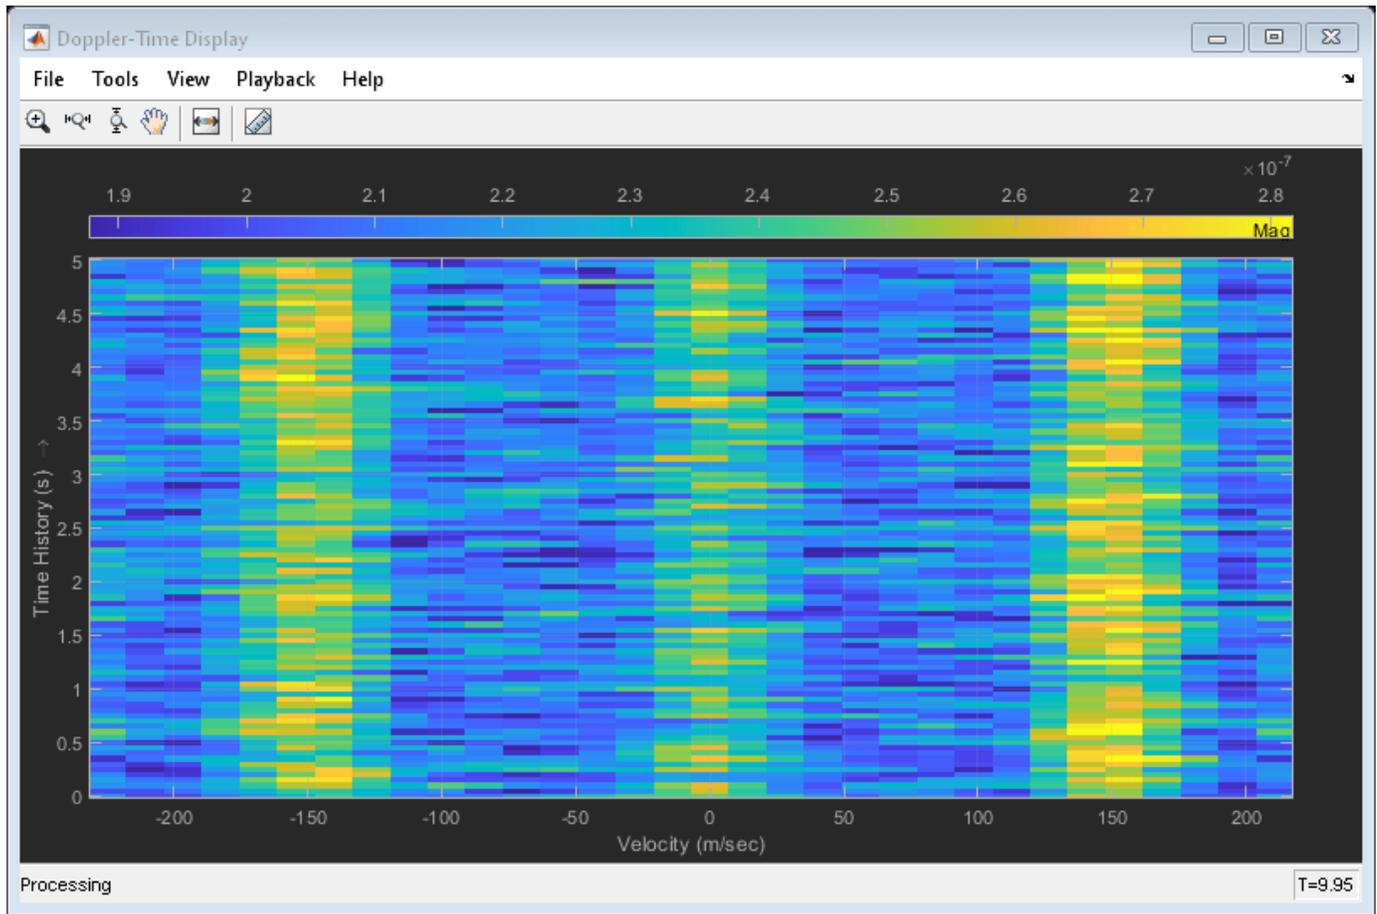 Doppler-Time Display
File Tools View Playback Help
×10-7
1.9 2 2.1 2.2 2.3 2.4 2.5 2.6 2.7 2.8
Mag
5
4.5
4
3.5
3
2.5
2
1.5
1
0.5
0
Time History (s) →
-200 -150 -100 -50 0 50 100 150 200
Velocity (m/sec)
Processing T=9.95